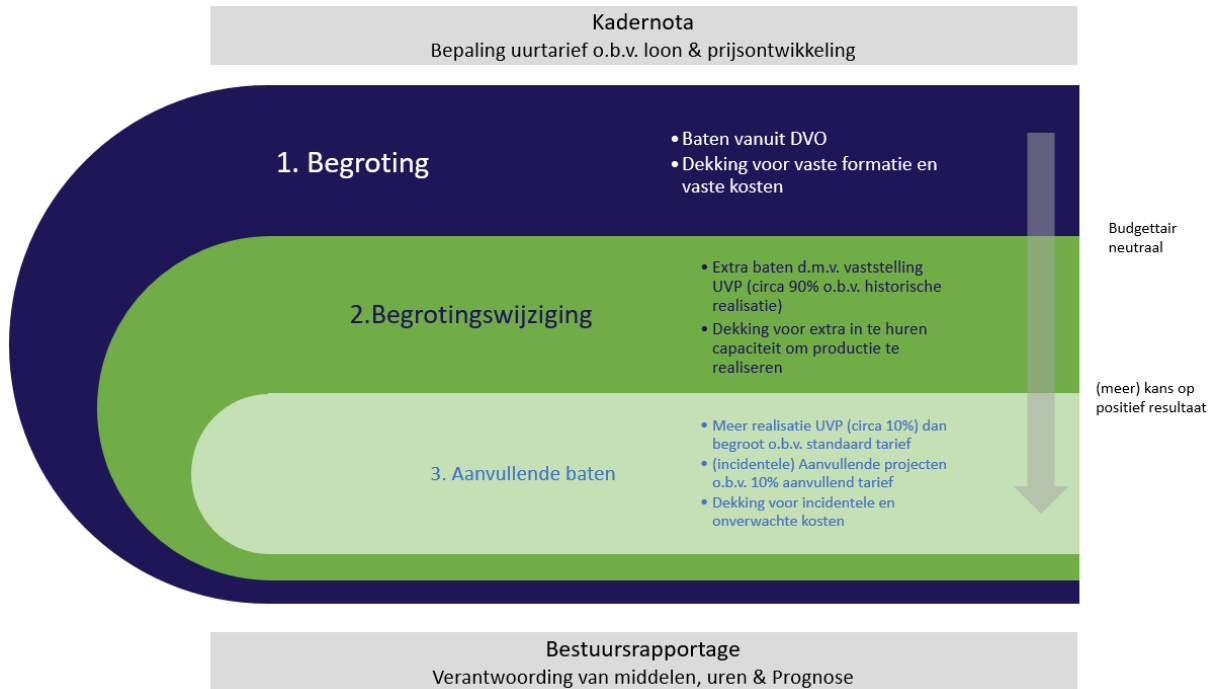 Kadernota
Bepaling uurtarief o.b.v. loon & prijsontwikkeling
1. Begroting
• Baten vanuit DVO
• Dekking voor vaste formatie en
vaste kosten
Budgettair
neutraal
2.Begrotingswijziging
• Extra baten d.m.v. vaststelling
UVP (circa 90% o.b.v. historische
realisatie)
• Dekking voor extra in te huren
capaciteit om productie te
realiseren
(meer) kans op
positief resultaat
3. Aanvullende baten
• Meer realisatie UVP (circa 10%) dan
begroot o.b.v. standaard tarief
• (incidentele) Aanvullende projecten
o.b.v. 10% aanvullend tarief
• Dekking voor incidentele en
onverwachte kosten
Bestuursrapportage
Verantwoording van middelen, uren & Prognose